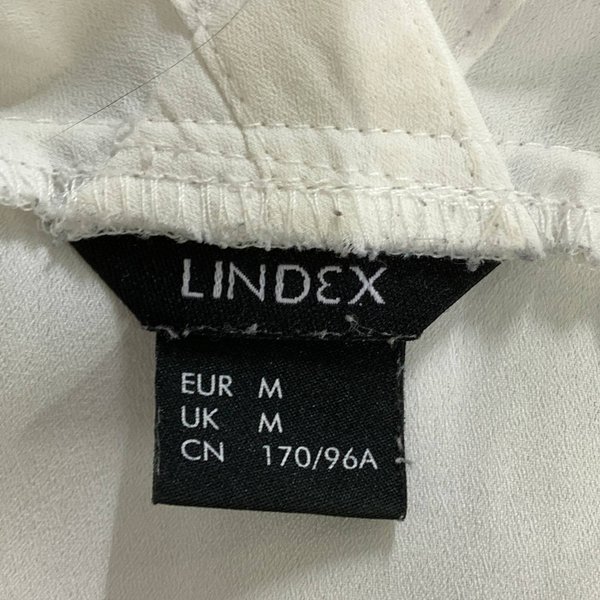 LINDEX
EUR M
UK M
CN 170/96A